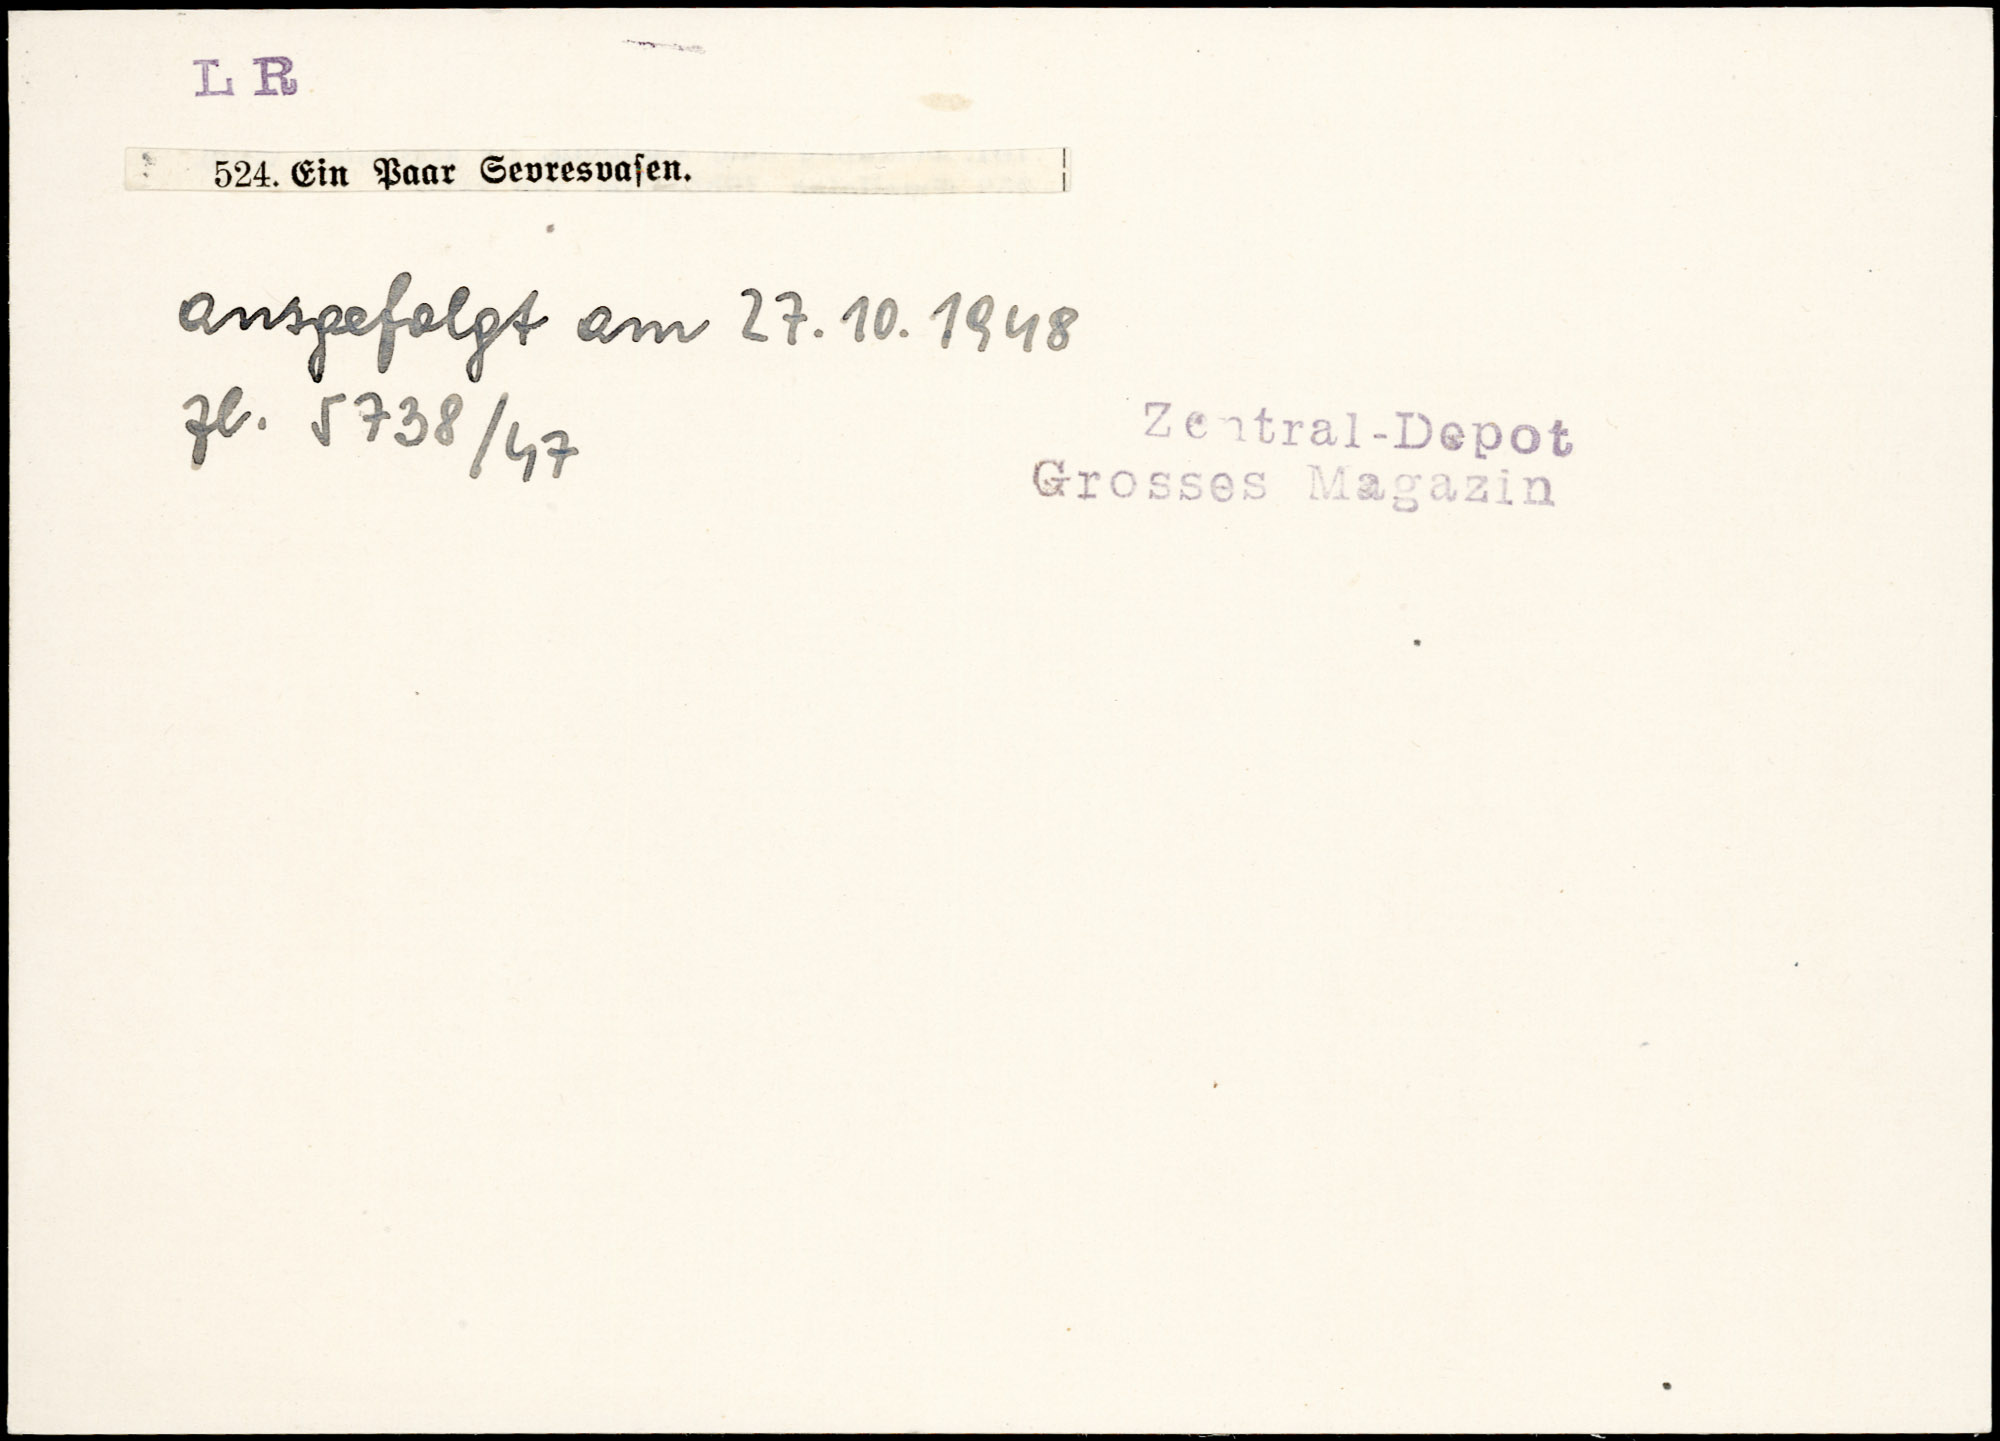 L R
524. Ein Paar Sevresvaſen.
ausgefolgt am 27. 10. 1948
Zl. 5738/47
Zentral-Depot
Grosses Magazin